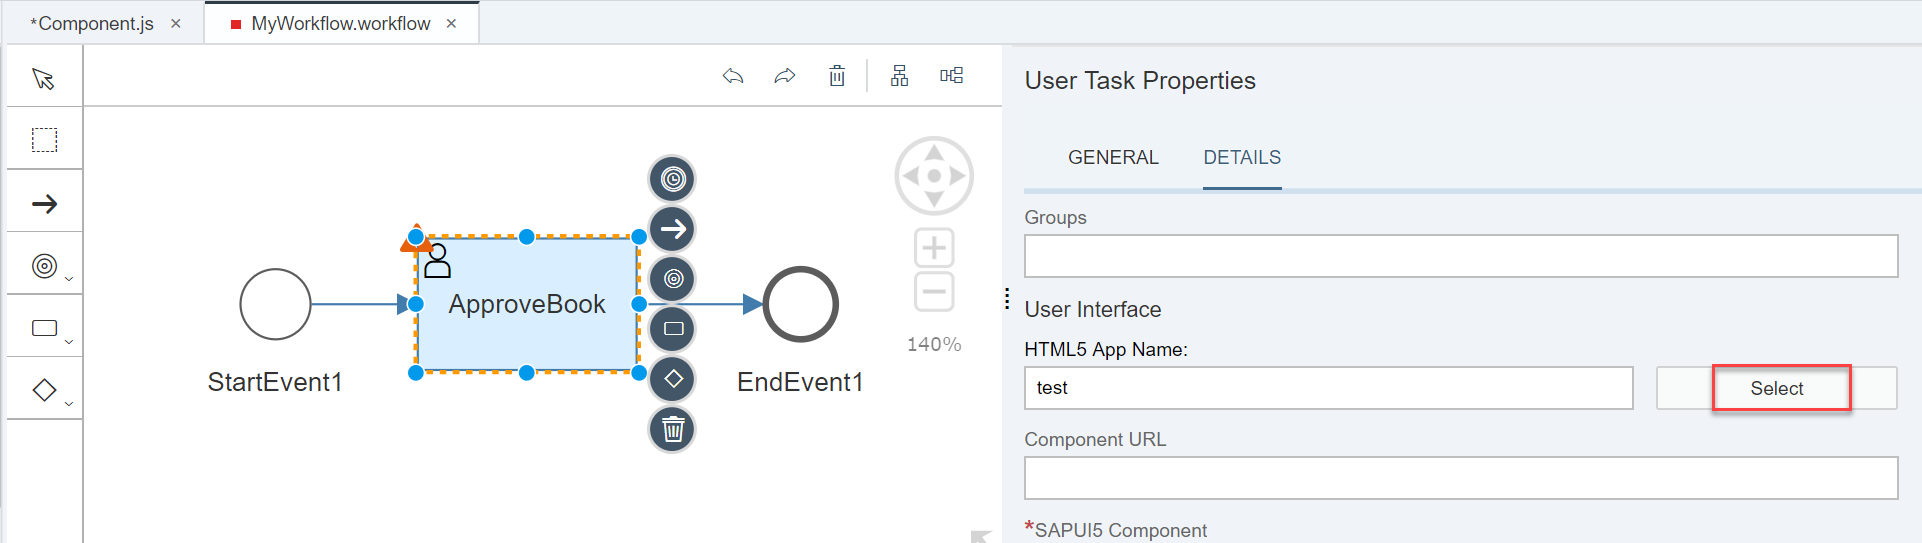 *Component.js × MyWorkflow.workflow ×
User Task Properties
GENERAL DETAILS
Groups
User Interface
HTML5 App Name:
test Select
Component URL
*SAPUI5 Component
ApproveBook
StartEvent1 EndEvent1
140%